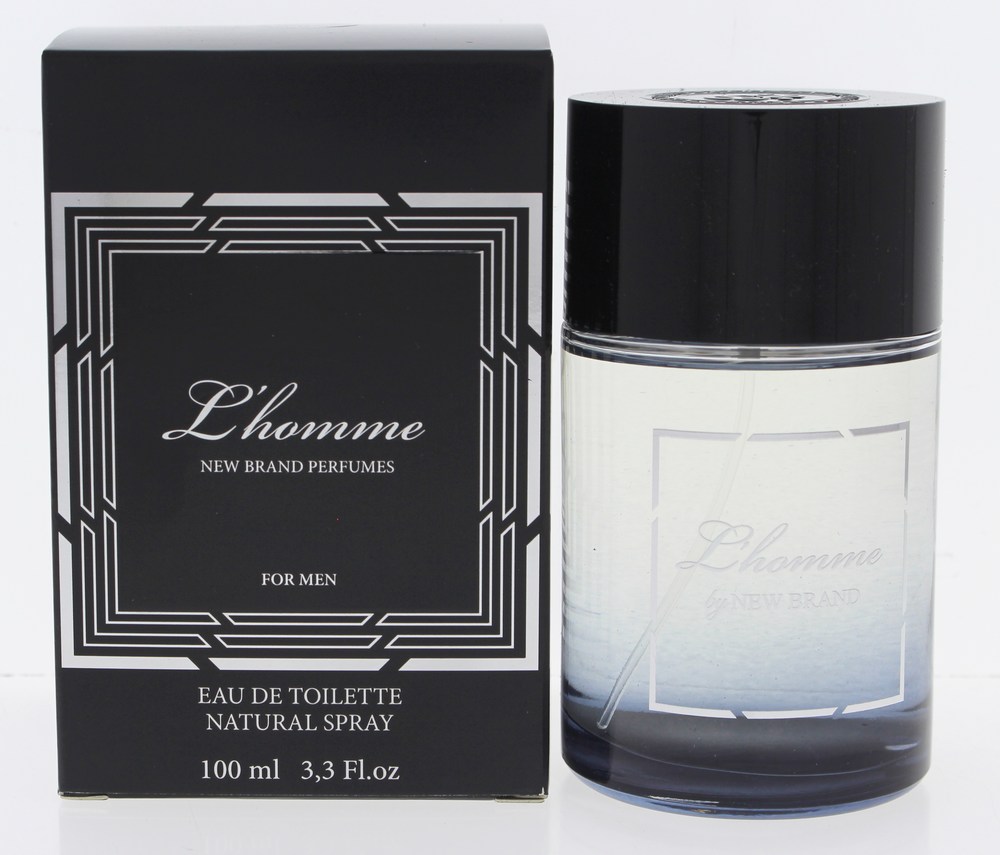 L'homme
NEW BRAND PERFUMES
FOR MEN
EAU DE TOILETTE
NATURAL SPRAY
100 ml 3,3 Fl.oz
L'homme
by NEW BRAND